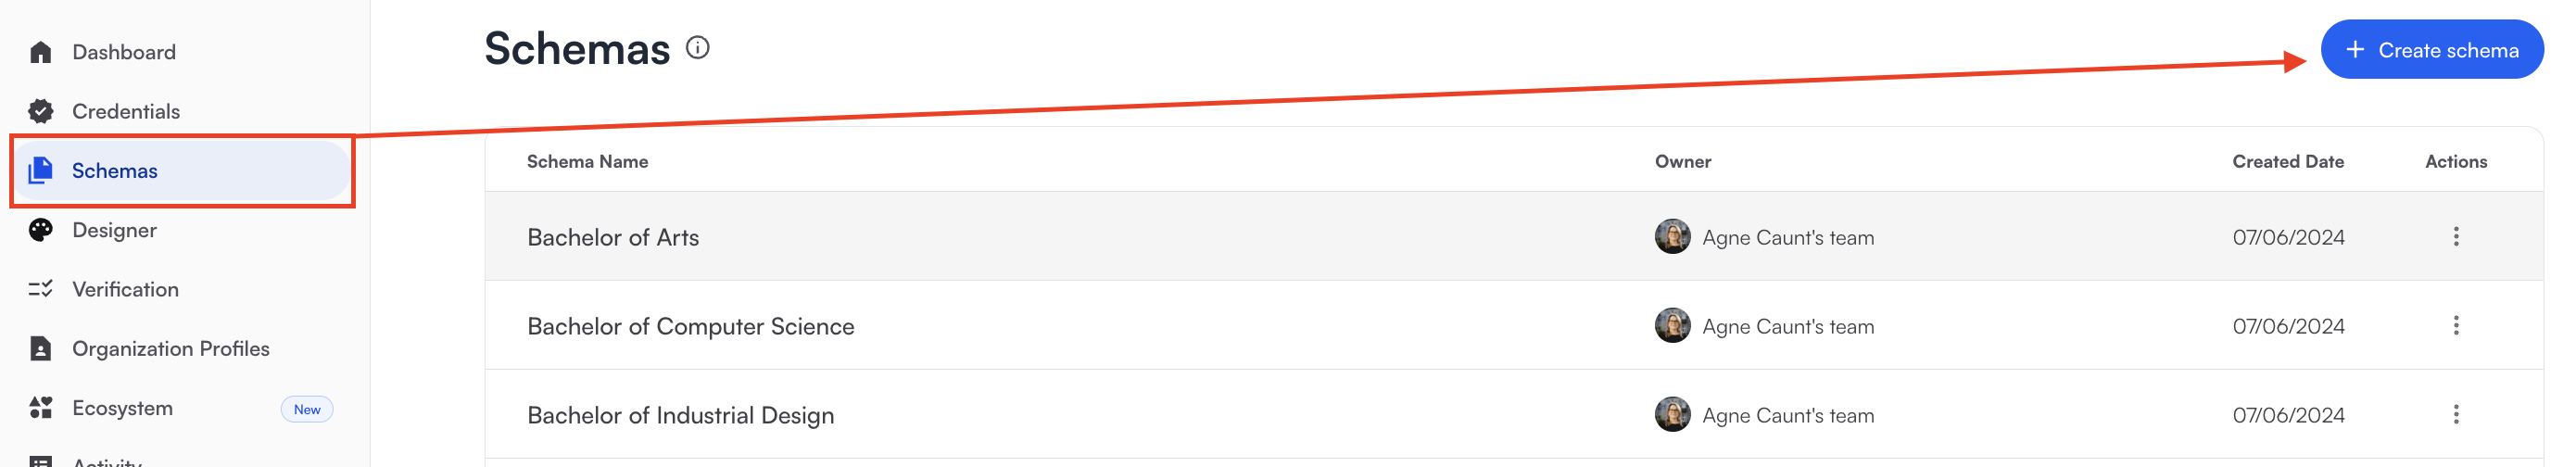 Dashboard
Credentials
Schemas
Designer
Verification
Organization Profiles
Ecosystem New
Activity
Schemas
+ Create schema
Schema Name Owner Created Date Actions
Bachelor of Arts Agne Caunt's team 07/06/2024
Bachelor of Computer Science Agne Caunt's team 07/06/2024
Bachelor of Industrial Design Agne Caunt's team 07/06/2024